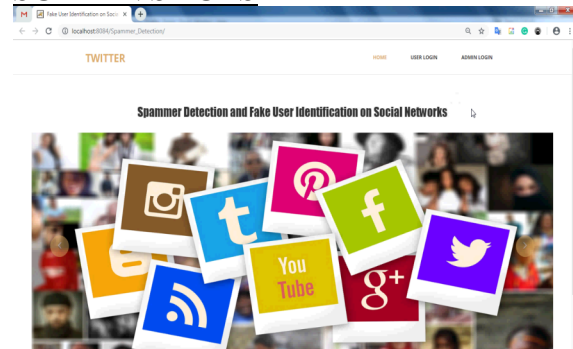 Fake User Identification on Soci
localhost:8084/Spammer_Detection/
TWITTER
HOME USER LOGIN ADMIN LOGIN
Spammer Detection and Fake User Identification on Social Networks
t
f
You
Tube
g+